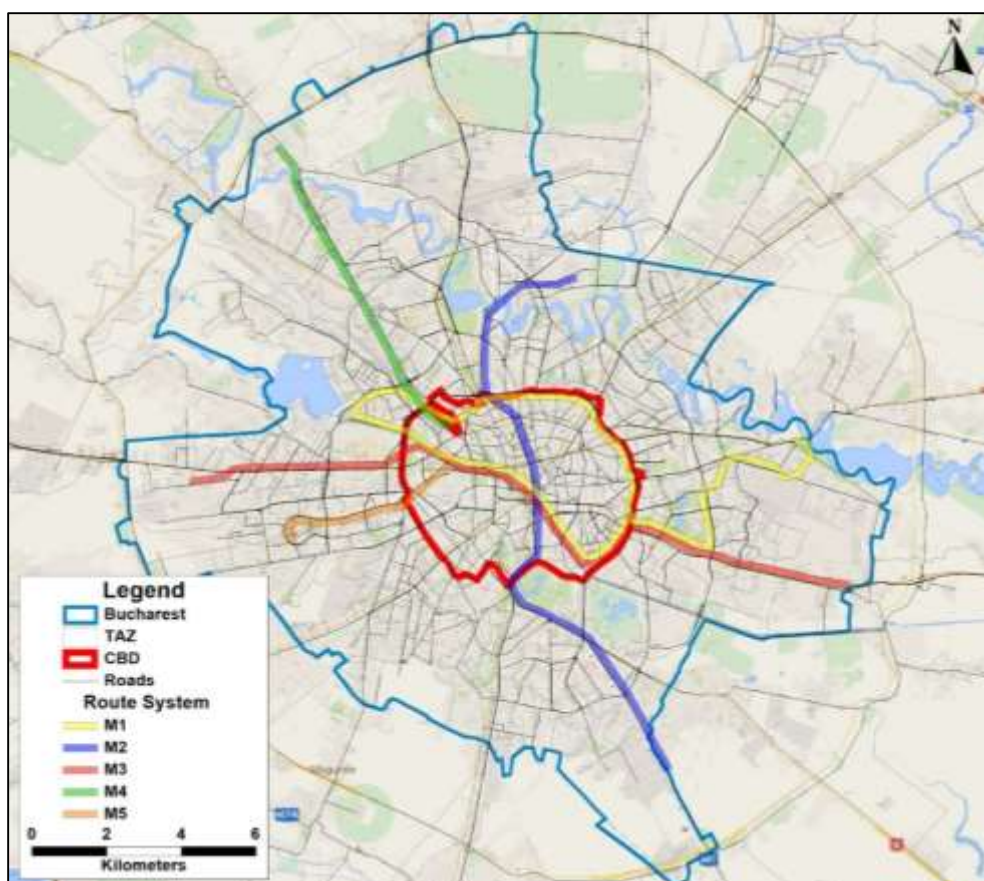 N
Legend
Bucharest
TAZ
CBD
Roads
Route System
M1
M2
M3
M4
M5
0 2 4 6
Kilometers